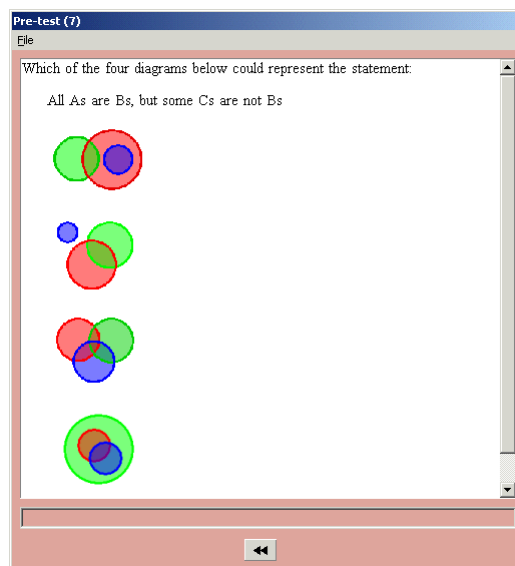 Pre-test (7)
File
Which of the four diagrams below could represent the statement:
All As are Bs, but some Cs are not Bs